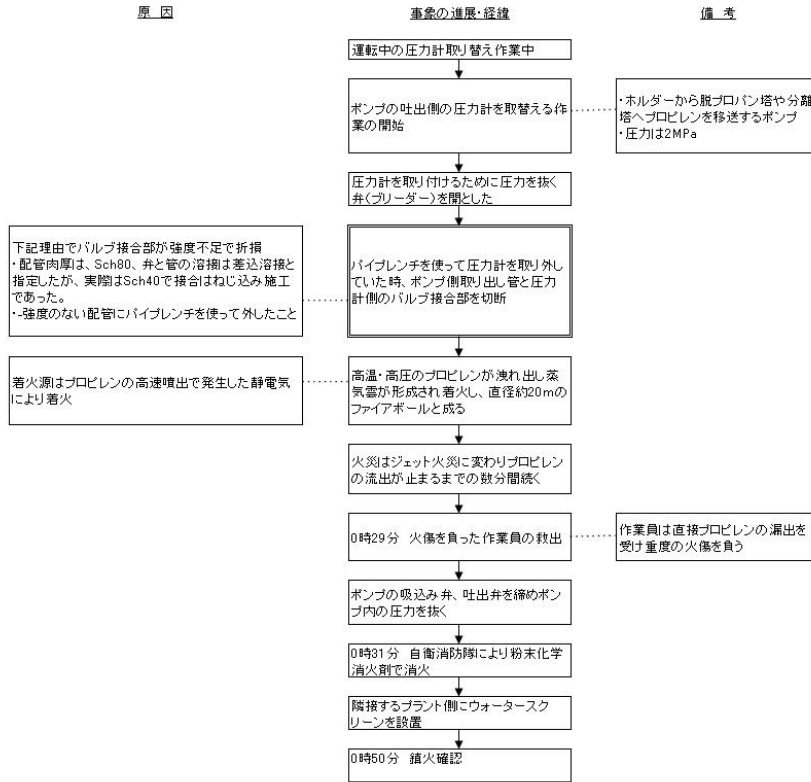 原 因
事象の進展・経緯
備 考
運転中の圧力計取り替え作業中
ポンプの吐出側の圧力計を取替える作
業の開始
・ホルダーから脱プロパン塔や分離
塔へプロピレンを移送するポンプ
・圧力は2MPa
圧力計を取り付けるために圧力を抜く
弁(ブリーダー)を開とした
下記理由でバルブ接合部が強度不足で折損
・配管肉厚は、Sch80、弁と管の溶接は差込溶接と
指定したが、実際はSch40で接合はねじ込み施工
であった。
・-強度のない配管にパイプレンチを使って外したこと
パイプレンチを使って圧力計を取り外し
ていた時、ポンプ側取り出し管と圧力
計側のバルブ接合部を切断
着火源はプロピレンの高速噴出で発生した静電気
により着火
高温・高圧のプロピレンが洩れ出し蒸
気雲が形成され着火し、直径約20mの
ファイアボールと成る
火災はジェット火災に変わりプロピレン
の流出が止まるまでの数分間続く
0時29分 火傷を負った作業員の救出
作業員は直接プロピレンの漏出を
受け重度の火傷を負う
ポンプの吸込み弁、吐出弁を締めポン
プ内の圧力を抜く
0時31分 自衛消防隊により粉末化学
消火剤で消火
隣接するプラント側にウォータースク
リーンを設置
0時50分 鎮火確認